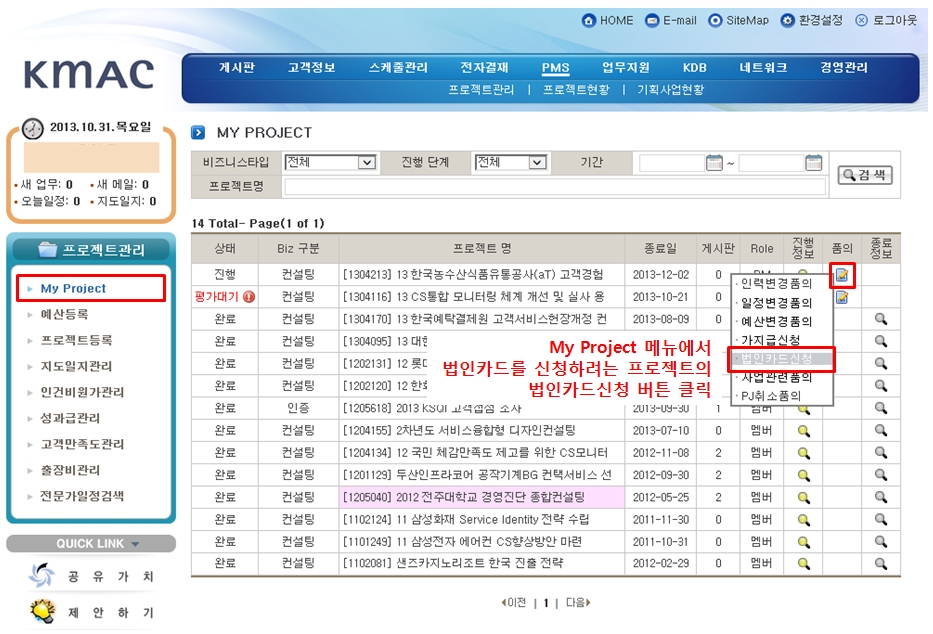 HOME E-mail SiteMap 환경설정 로그아웃
KMAC
게시판 고객정보 스케줄관리 전자결재 PMS 업무지원 KDB 네트워크 경영관리
프로젝트관리 | 프로젝트현황 | 기획사업현황
2013.10.31.목요일
새 업무: 0 새 메일: 0
오늘일정: 0 지도일지: 0
프로젝트관리
My Project
예산등록
프로젝트등록
지도일지관리
인건비원가관리
성과급관리
고객만족도관리
출장비관리
전문가일정검색
QUICK LINK
공 유 가 치
제 안 하 기
MY PROJECT
비즈니스타입 전체 진행 단계 전체 기간 ~
프로젝트명
검 색
14 Total- Page(1 of 1)
상태 Biz 구분 프로젝트 명 종료일 게시판 Role 진행정보 품의 종료정보
진행 컨설팅 [1304213] 13 한국농수산식품유통공사(aT) 고객경험 2013-12-02 0
평가대기 컨설팅 [1304116] 13 CS통합 모니터링 체계 개선 및 실사 용 2013-10-21 0
완료 컨설팅 [1304170] 13 한국예탁결제원 고객서비스헌장개정 컨 2013-08-09 0
완료 컨설팅 [1304095] 13 대한
완료 컨설팅 [1202131] 12 롯데
완료 컨설팅 [1202120] 12 한화
완료 인증 [1205618] 2013 KSQI 고객접점 조사 2013-09-30 1 멤버
완료 컨설팅 [1204155] 2차년도 서비스융합형 디자인컨설팅 2013-07-10 0 멤버
완료 컨설팅 [1204134] 12 국민 체감만족도 제고를 위한 CS모니터 2012-11-08 2 멤버
완료 컨설팅 [1201129] 두산인프라코어 공작기계BG 컨택서비스 선 2012-09-30 2 멤버
완료 컨설팅 [1205040] 2012 전주대학교 경영진단 종합컨설팅 2012-05-25 2 멤버
완료 컨설팅 [1102124] 11 삼성화재 Service Identity 전략 수립 2011-11-30 0 멤버
완료 컨설팅 [1101249] 11 삼성전자 에어컨 CS향상방안 마련 2011-10-31 0 멤버
완료 컨설팅 [1102081] 샌즈카지노리조트 한국 진출 전략 2012-02-29 0 멤버
인력변경품의
일정변경품의
예산변경품의
가지급신청
법인카드신청
사업관련품의
PJ취소품의
My Project 메뉴에서
법인카드를 신청하려는 프로젝트의
법인카드신청 버튼 클릭
이전 | 1 | 다음